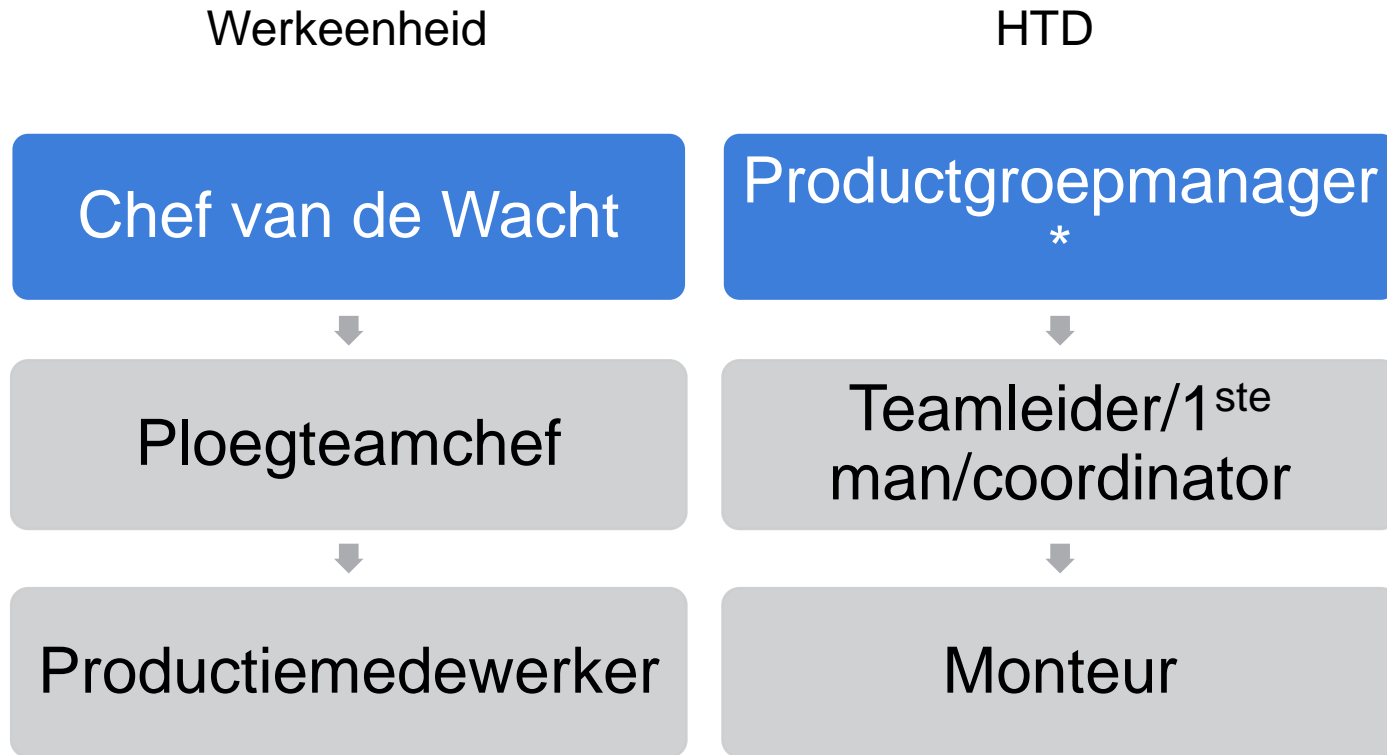 Werkeenheid
HTD
Chef van de Wacht
Productgroepmanager
*
Ploegteamchef
Teamleider/1ste
man/coordinator
Productiemedewerker
Monteur